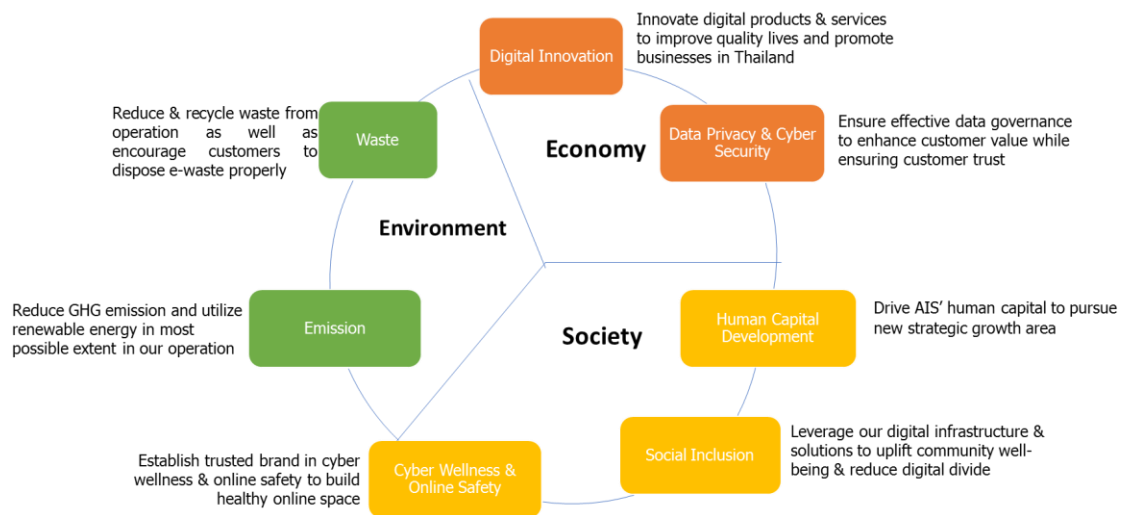 Digital Innovation
Innovate digital products & services
to improve quality lives and promote
businesses in Thailand
Reduce & recycle waste from
operation as well as
encourage customers to
dispose e-waste properly
Waste
Economy
Data Privacy & Cyber
Security
Ensure effective data governance
to enhance customer value while
ensuring customer trust
Environment
Reduce GHG emission and utilize
renewable energy in most
possible extent in our operation
Emission
Society
Human Capital
Development
Drive AIS' human capital to pursue
new strategic growth area
Establish trusted brand in cyber
wellness & online safety to build
healthy online space
Cyber Wellness &
Online Safety
Social Inclusion
Leverage our digital infrastructure &
solutions to uplift community well-
being & reduce digital divide